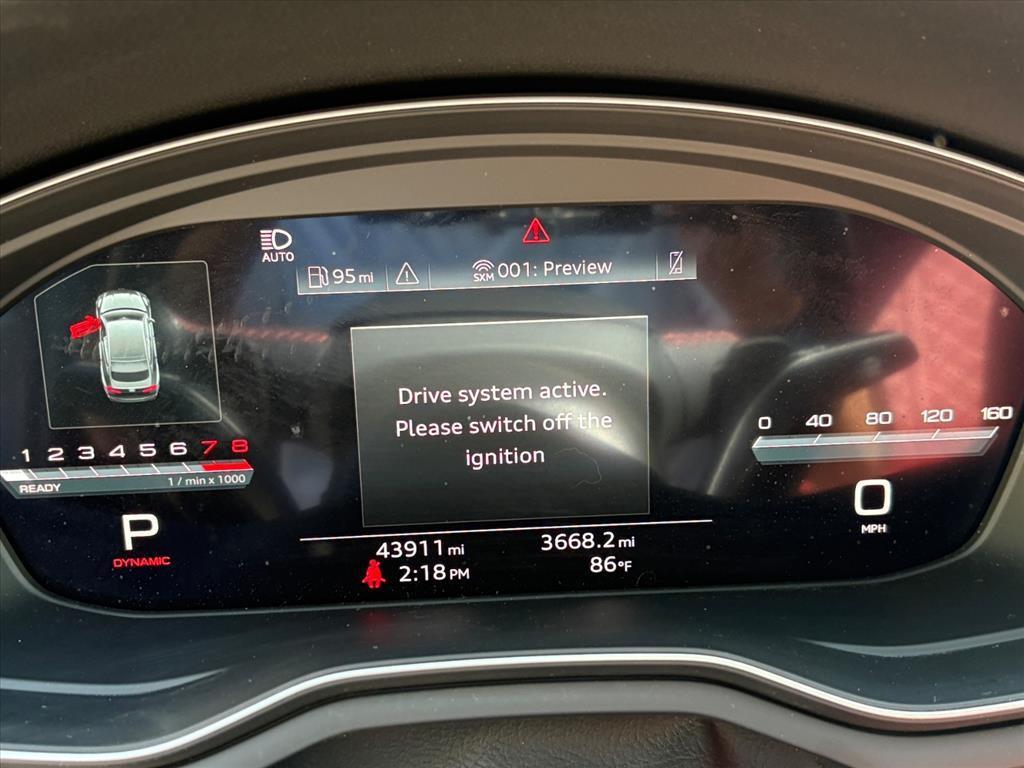 AUTO
95 mi
SXM 001: Preview
Drive system active.
Please switch off the
ignition
1 2 3 4 5 6 7 8
READY
1 / min x 1000
P
DYNAMIC
0 40 80 120 160
0
MPH
43911 mi
3668.2 mi
2:18 PM
86°F